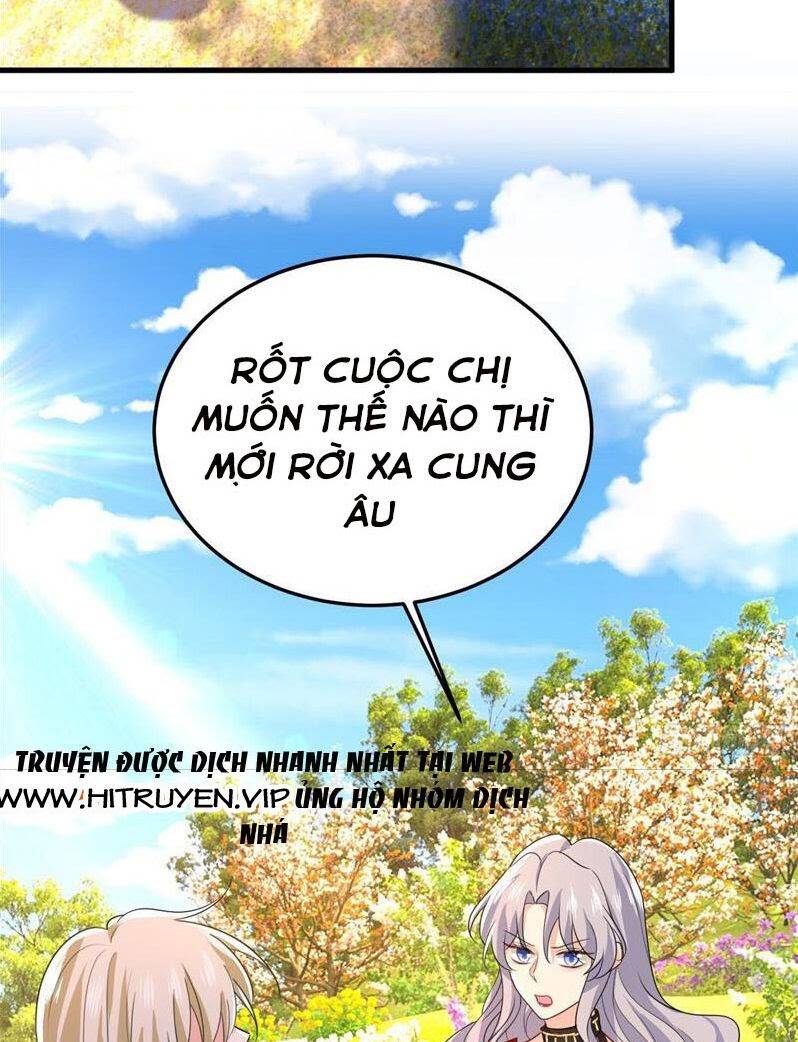 RỐT CUỘC CHỊ
MUỐN THẾ NÀO THÌ
MỚI RỜI XA CUNG
ÂU
TRUYỆN ĐƯỢC DỊCH NHANH NHẤT TẠI WEB
WWW.HITRUYEN.VIP ỦNG HỘ NHÓM DỊCH
NHÁ